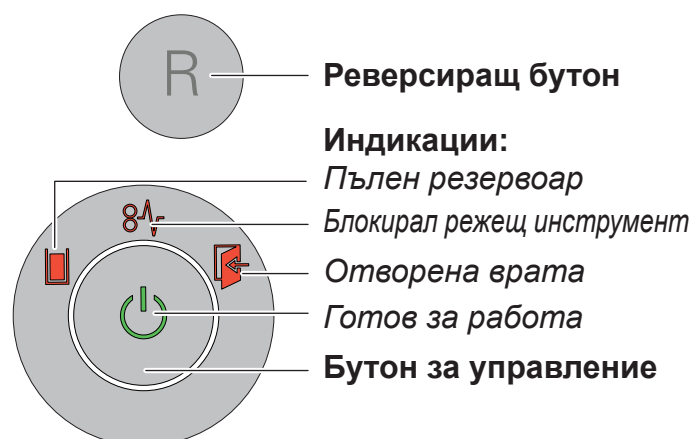 R
Реверсиращ бутон
Индикации:
Пълен резервоар
Блокирал режещ инструмент
Отворена врата
Готов за работа
Бутон за управление